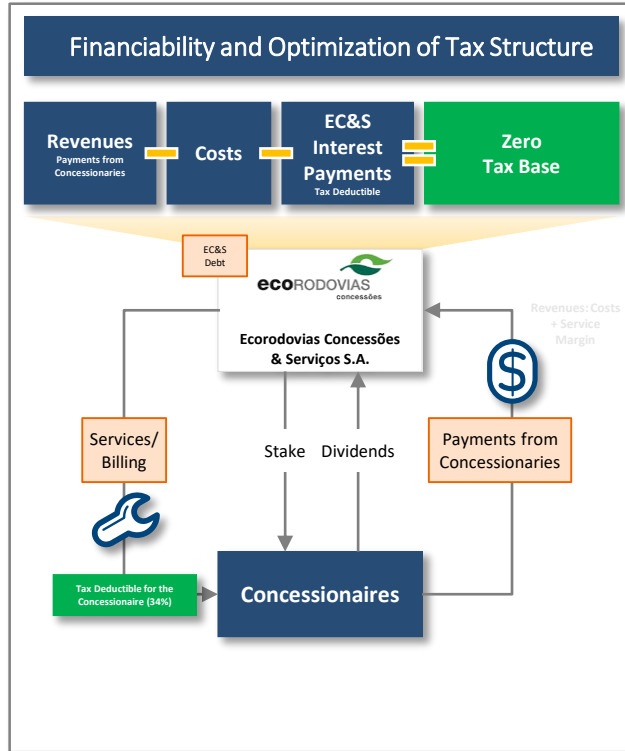 Financiability and Optimization of Tax Structure
Revenues
Payments from
Concessionaries
Costs
EC&S
Interest
Payments
Tax Deductible
Zero
Tax Base
EC&S
Debt
ecoRODOVIAS
concessões
Ecorodovias Concessões
& Serviços S.A.
Revenues: Costs
+ Service
Margin
Services/
Billing
Stake
Dividends
Payments from
Concessionaries
Tax Deductible for the
Concessionaire (34%)
Concessionaires